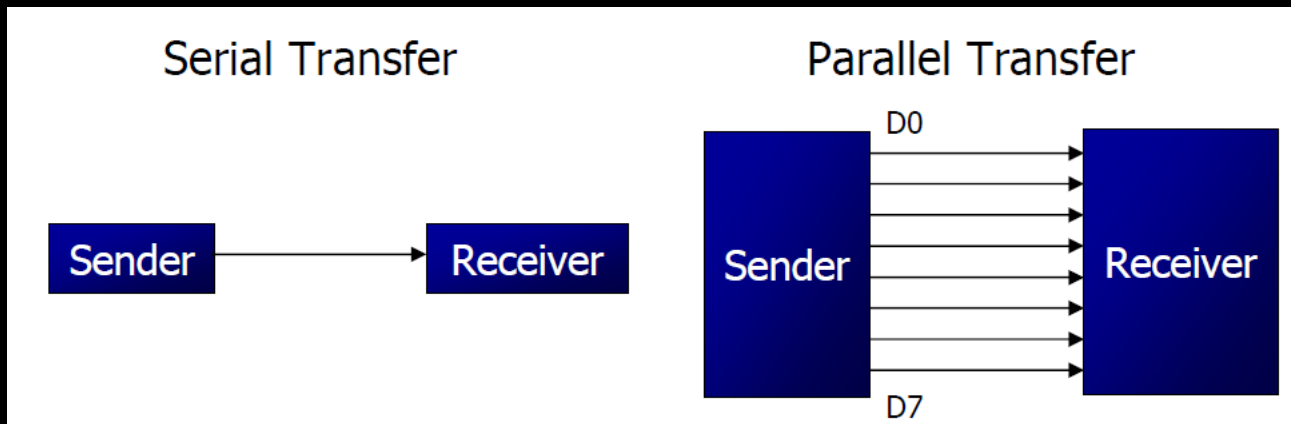 Serial Transfer
Sender
Receiver
Parallel Transfer
D0
Sender
Receiver
D7